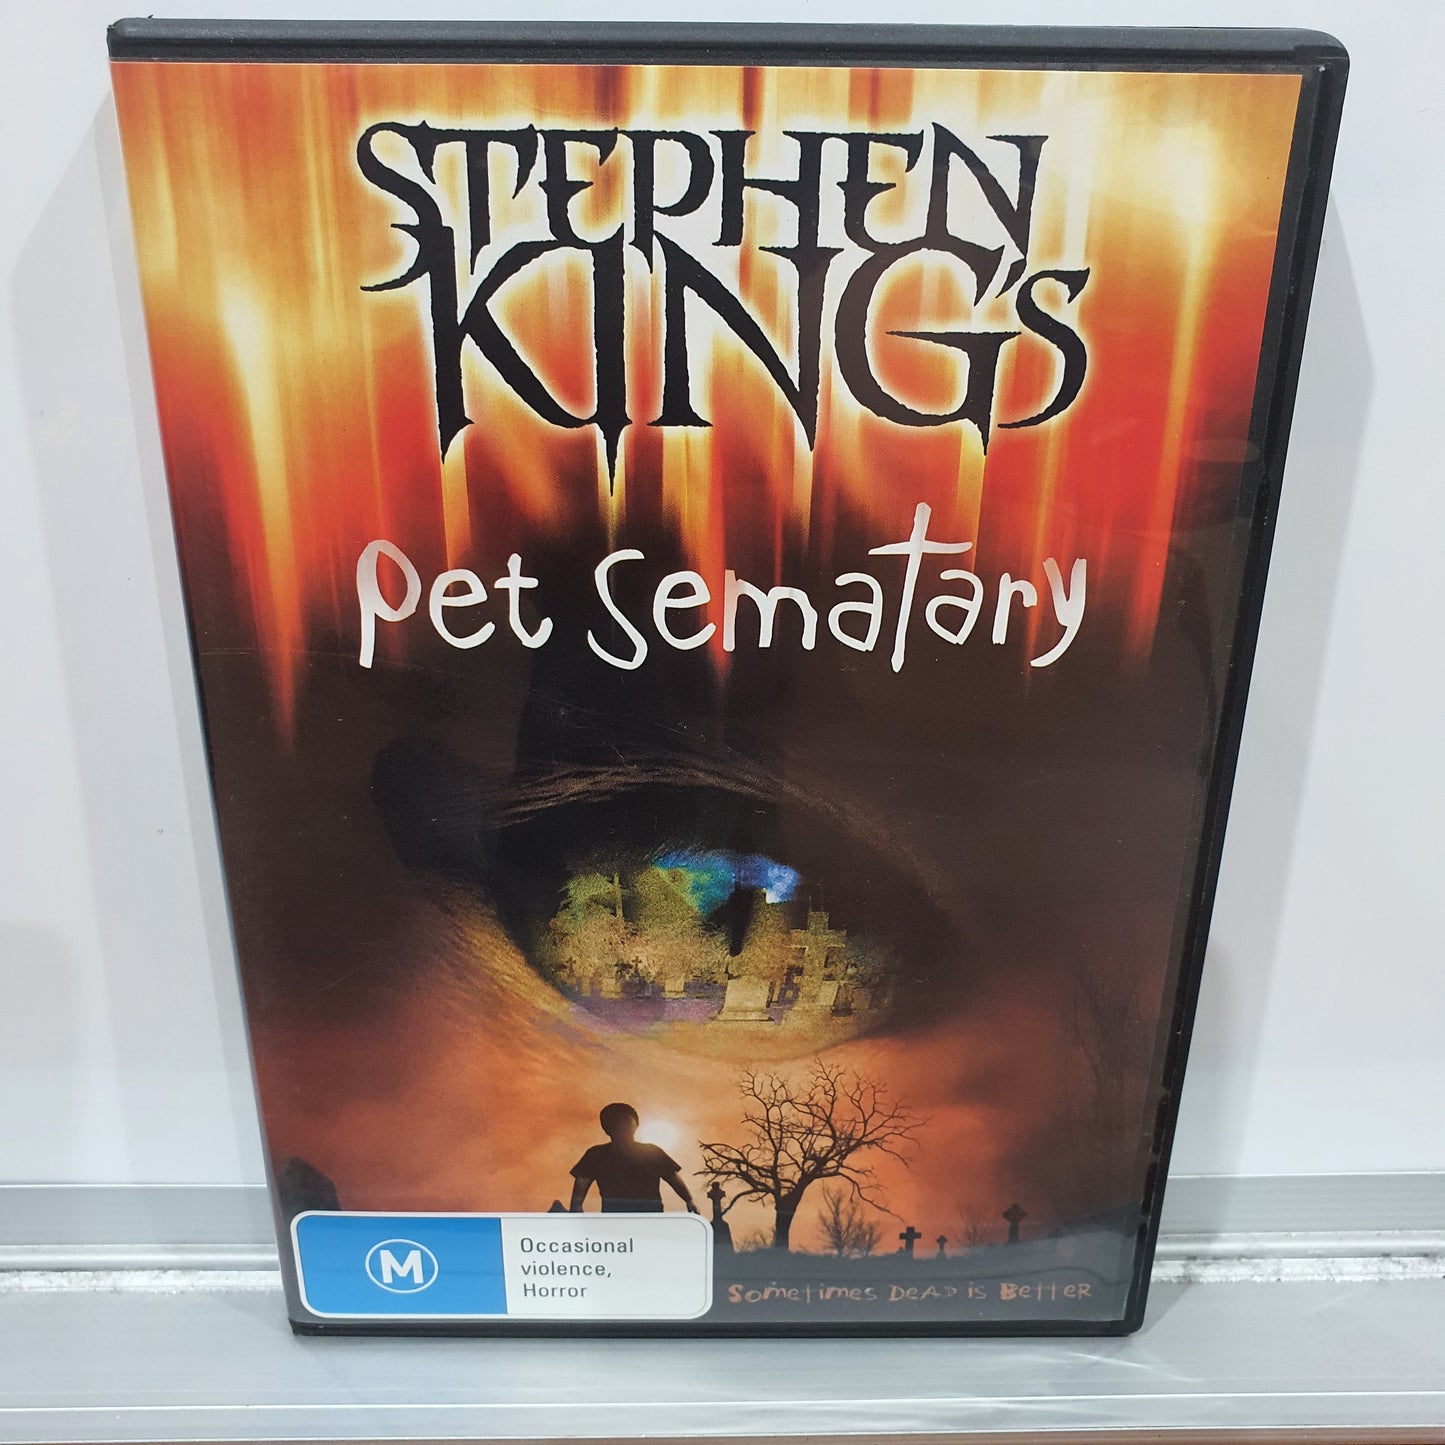 STEPHEN
KING'S
Pet Sematary
M
Occasional
violence,
Horror
Sometimes DEAD is Better